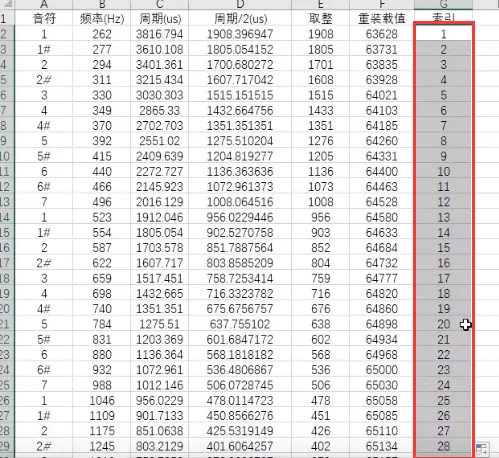 A B C D E F G
1 音符 频率(Hz) 周期(us) 周期/2(us) 取整 重装载值 索引
2 1 262 3816.794 1908.396947 1908 63628 1
3 1# 277 3610.108 1805.054152 1805 63731 2
4 2 294 3401.361 1700.680272 1701 63835 3
5 2# 311 3215.434 1607.717042 1608 63928 4
6 3 330 3030.303 1515.151515 1515 64021 5
7 4 349 2865.33 1432.664756 1433 64103 6
8 4# 370 2702.703 1351.351351 1351 64185 7
9 5 392 2551.02 1275.510204 1276 64260 8
10 5# 415 2409.639 1204.819277 1205 64331 9
11 6 440 2272.727 1136.363636 1136 64400 10
12 6# 466 2145.923 1072.961373 1073 64463 11
13 7 496 2016.129 1008.064516 1008 64528 12
14 1 523 1912.046 956.0229446 956 64580 13
15 1# 554 1805.054 902.5270758 903 64633 14
16 2 587 1703.578 851.7887564 852 64684 15
17 2# 622 1607.717 803.8585209 804 64732 16
18 3 659 1517.451 758.7253414 759 64777 17
19 4 698 1432.665 716.3323782 716 64820 18
20 4# 740 1351.351 675.6756757 676 64860 19
21 5 784 1275.51 637.755102 638 64898 20
22 5# 831 1203.369 601.6847172 602 64934 21
23 6 880 1136.364 568.1818182 568 64968 22
24 6# 932 1072.961 536.4806867 536 65000 23
25 7 988 1012.146 506.0728745 506 65030 24
26 1 1046 956.0229 478.0114723 478 65058 25
27 1# 1109 901.7133 450.8566276 451 65085 26
28 2 1175 851.0638 425.5319149 426 65110 27
29 2# 1245 803.2129 401.6064257 402 65134 28